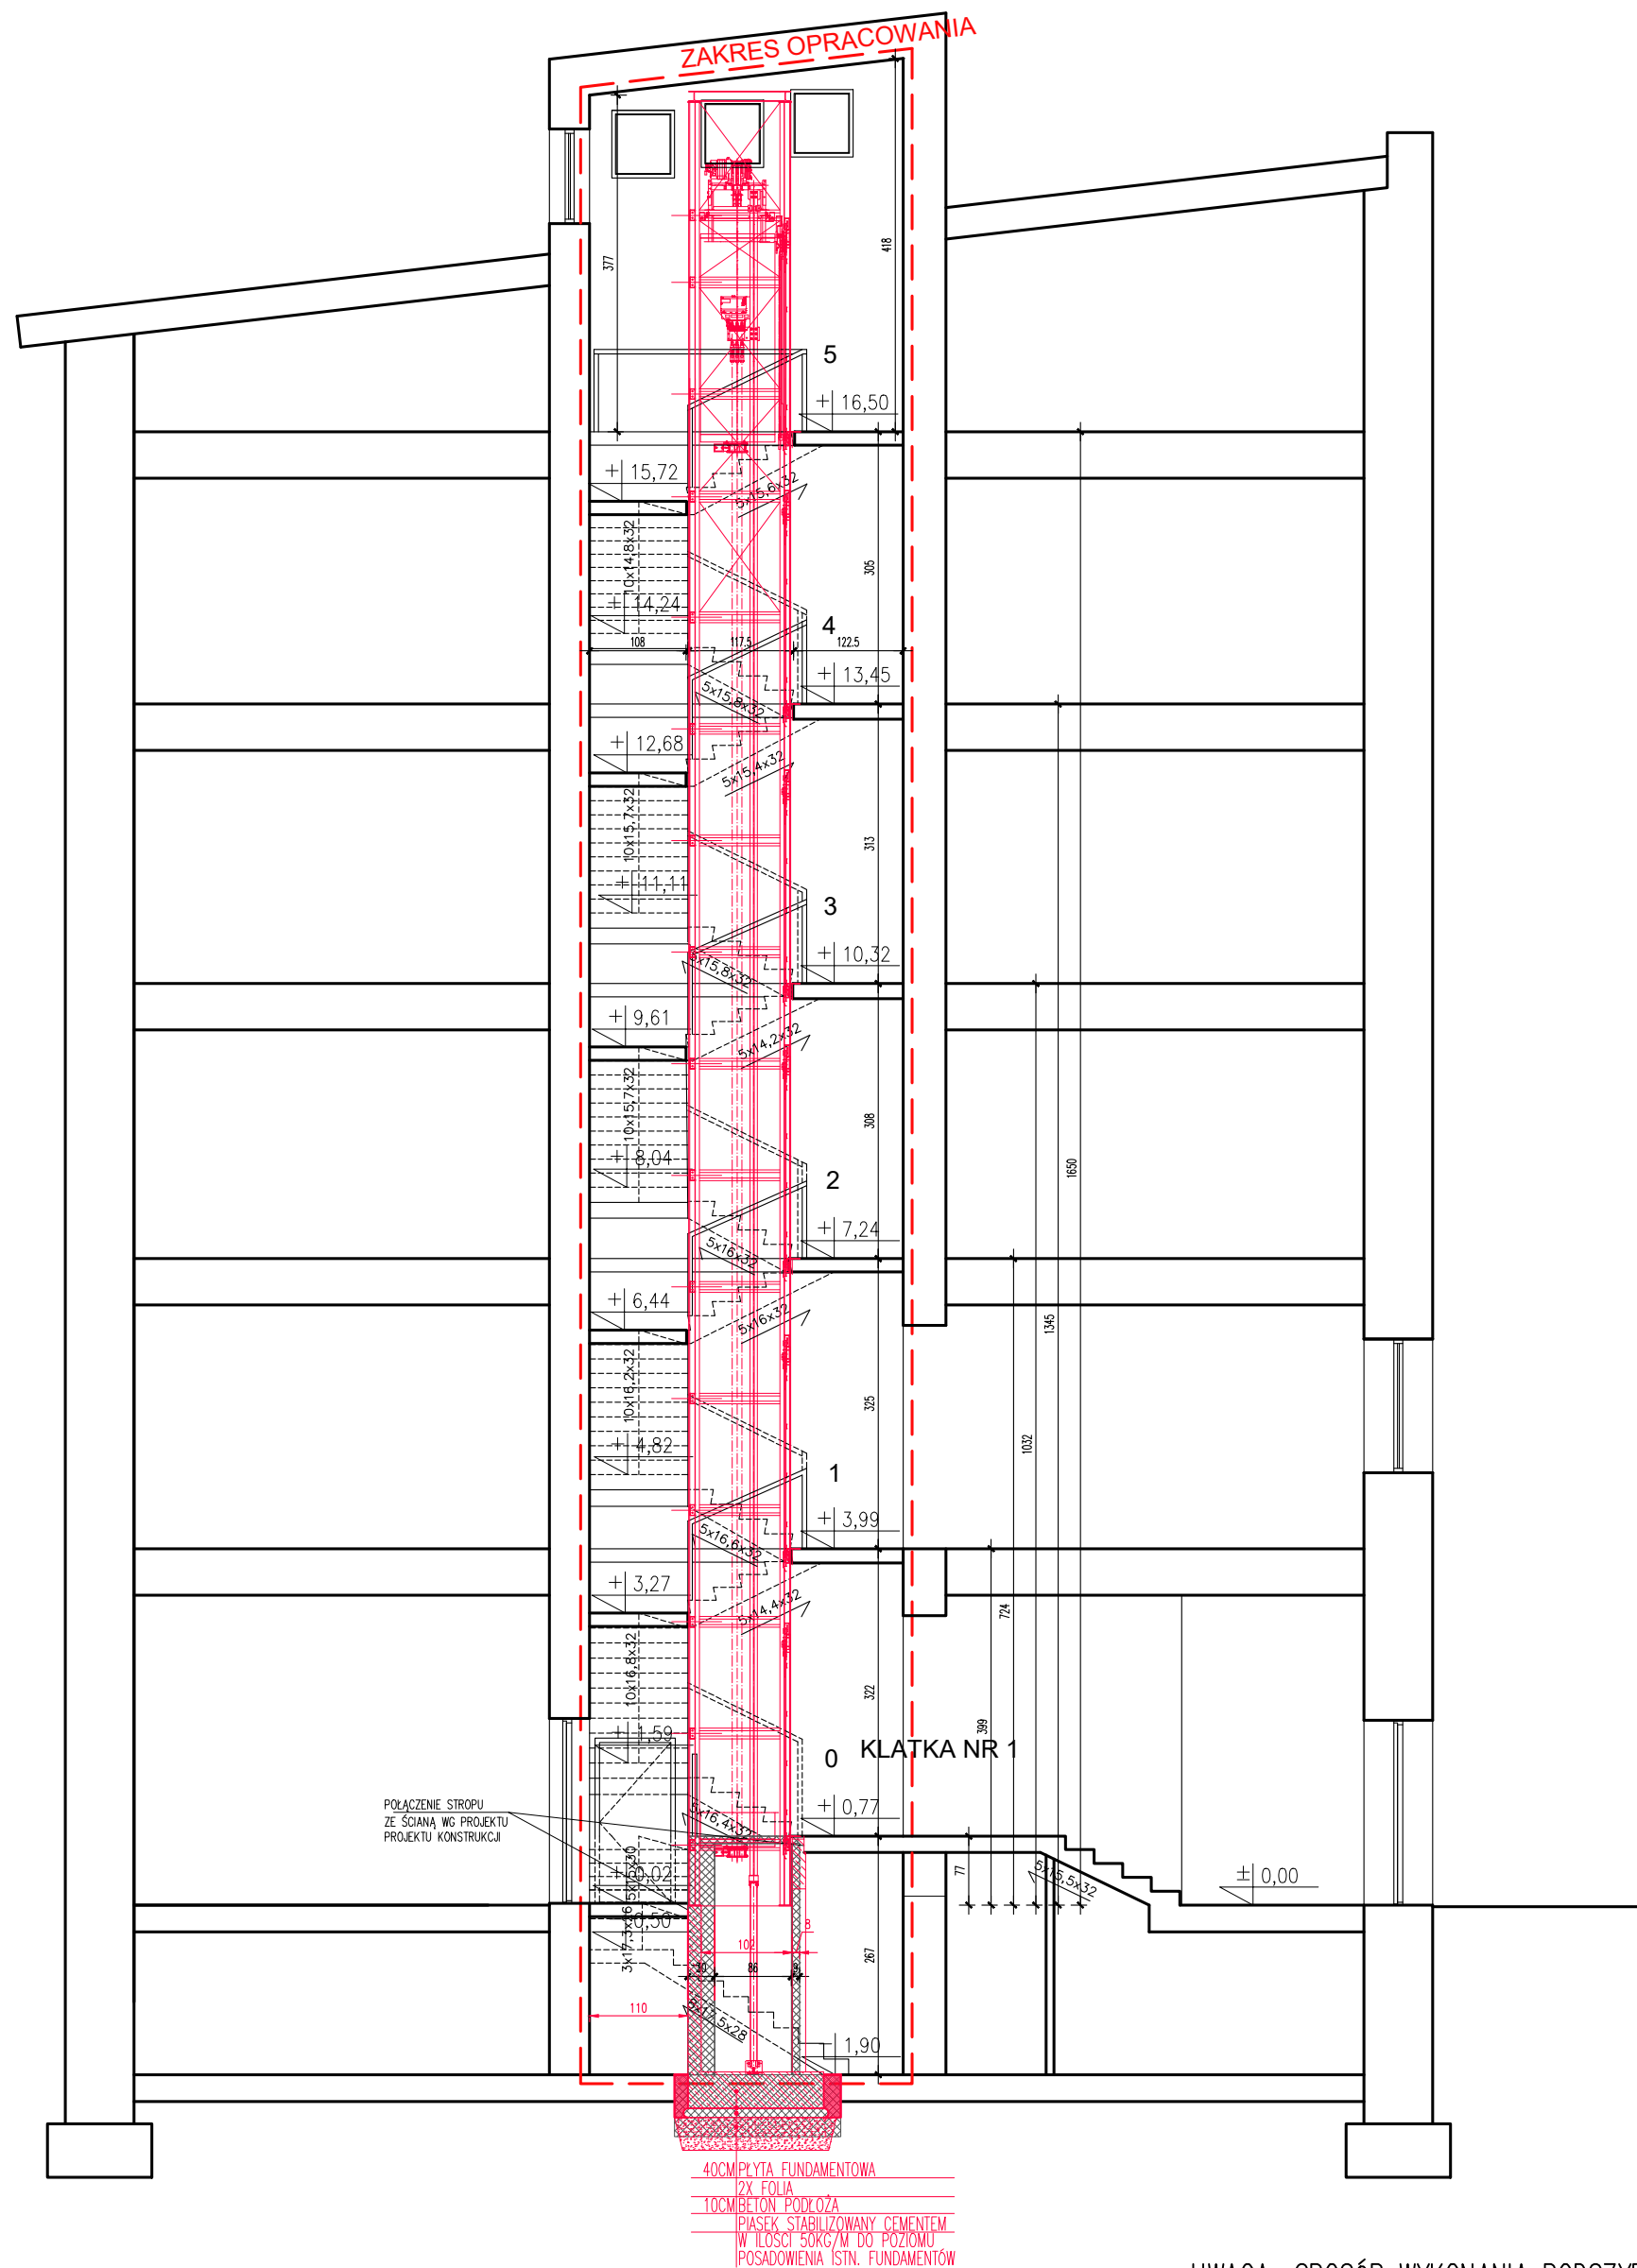 ZAKRES OPRACOWANIA
377
418
5
+ 16,50
+ 15,72
5x15,6x32
10x14,8x32
305
+ 14,24
4
108
117.5
122.5
+ 13,45
5x15,8x32
+ 12,68
5x15,4x32
10x15,7x32
313
+ 11,11
3
+ 10,32
5x15,8x32
+ 9,61
5x14,2x32
10x15,7x32
308
+ 8,04
2
1650
+ 7,24
5x16x32
+ 6,44
5x16x32
1345
10x16,2x32
325
1032
+ 4,82
1
+ 3,99
5x16,6x32
+ 3,27
5x14,4x32
724
10x16,8x32
322
399
+ 1,59
0 KLATKA NR 1
+ 0,77
POŁĄCZENIE STROPU
ZE ŚCIANĄ WG PROJEKTU
PROJEKTU KONSTRUKCJI
5x16,4x32
77
5x15,5x32
± 0,00
+ 0,02
0,50
8
102
86
267
110
5x17,5x28
1,90
40CM PŁYTA FUNDAMENTOWA
2X FOLIA
10CM BETON PODŁOŻA
PIASEK STABILIZOWANY CEMENTEM
W ILOŚCI 50KG/M DO POZIOMU
POSADOWIENIA ISTN. FUNDAMENTÓW